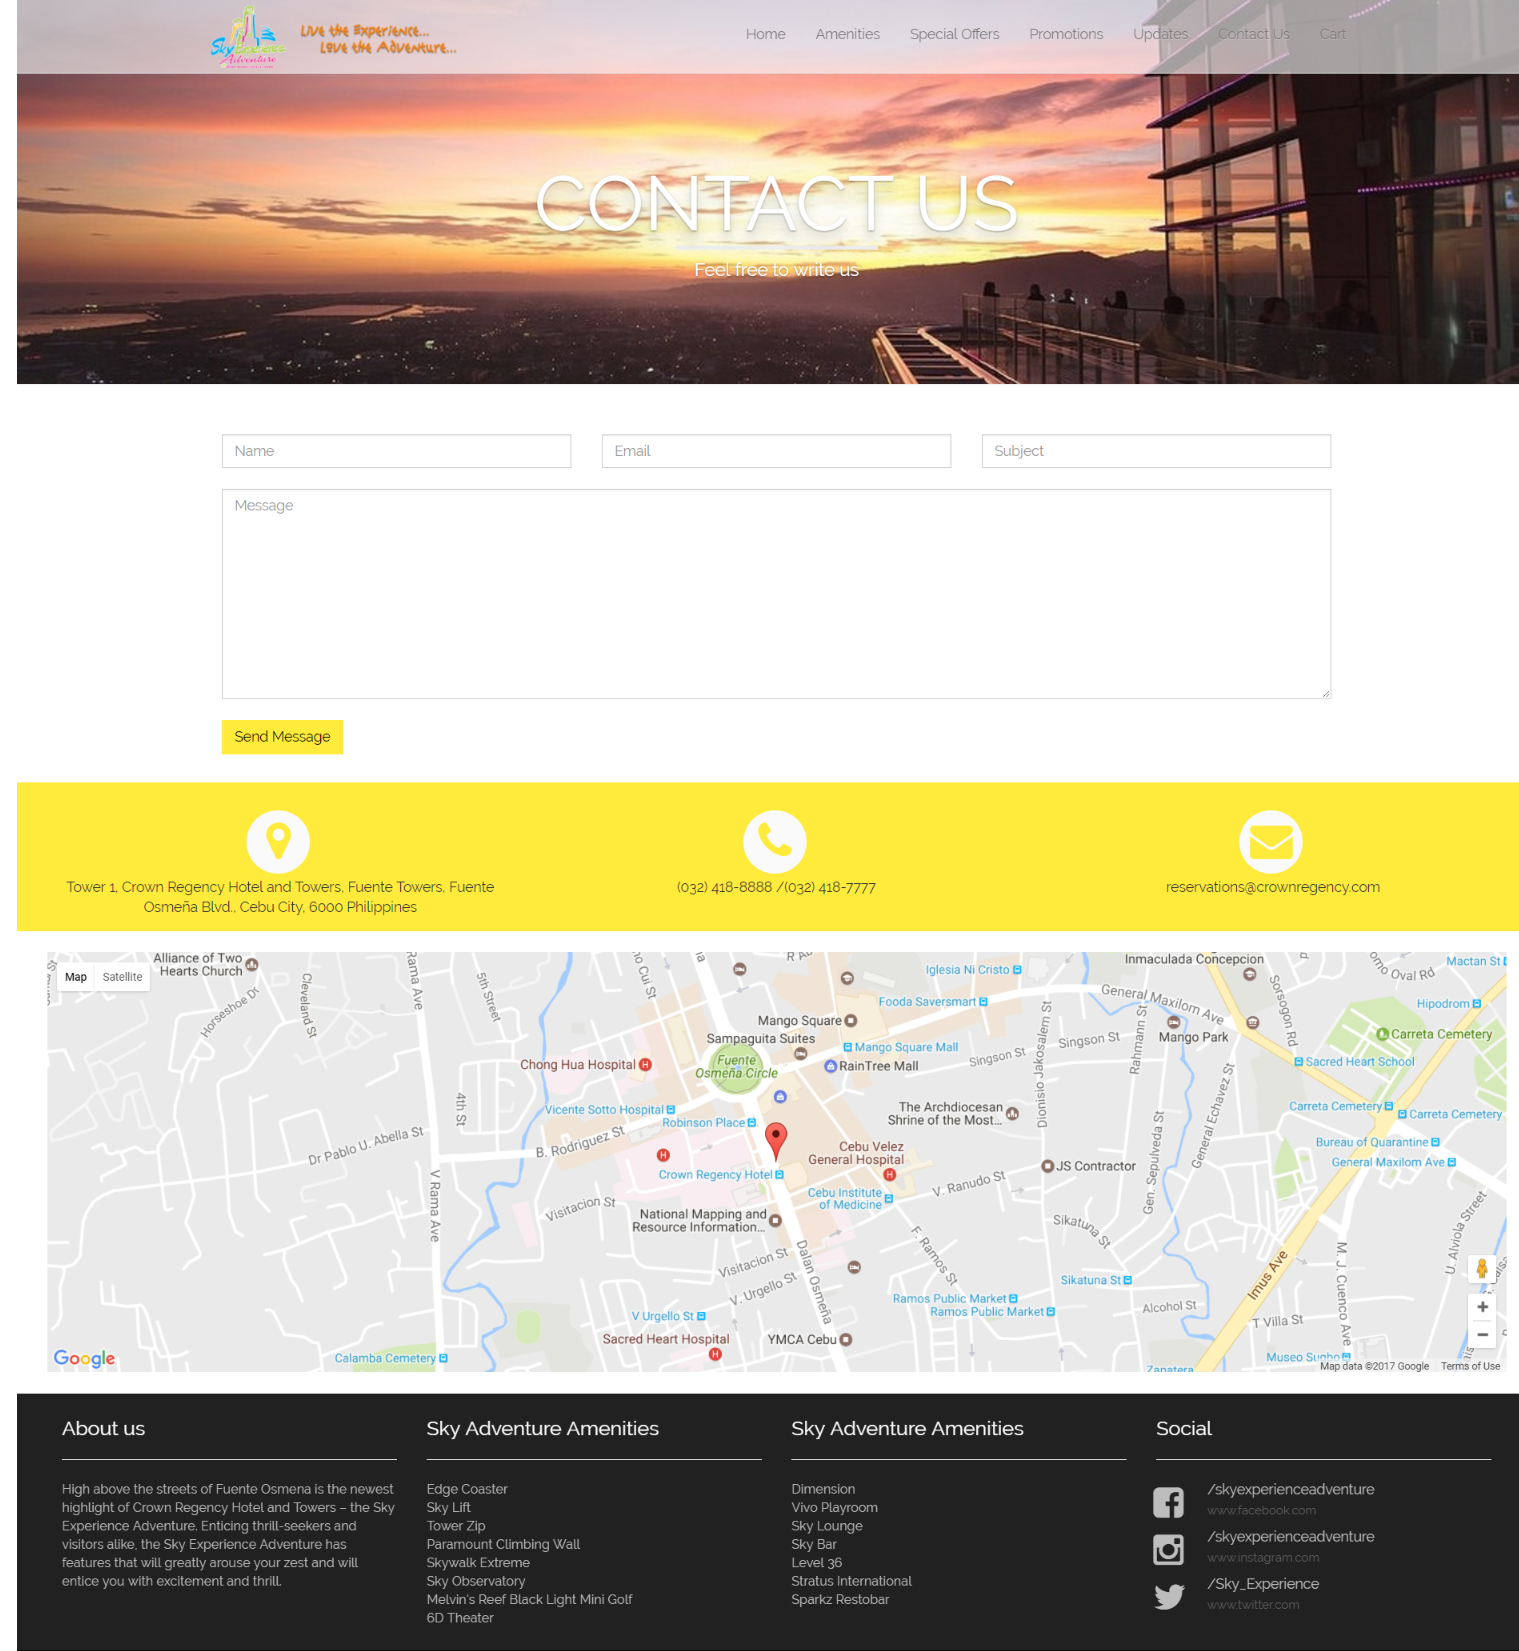 Sky Experience
Adventure
Live the Experience...
Love the Adventure...
Home
Amenities
Special Offers
Promotions
Updates
Contact Us
Cart
CONTACT US
Feel free to write us
Name
Email
Subject
Message
Send Message
Tower 1, Crown Regency Hotel and Towers, Fuente Towers, Fuente
Osmeña Blvd., Cebu City, 6000 Philippines
(032) 418-8888 /(032) 418-7777
reservations@crownregency.com
Map
Satellite
Alliance of Two
Hearts Church
Horseshoe Dr
Cleveland St
Rama Ave
5th Street
Iglesia Ni Cristo
Fooda Saversmart
Mango Square
Sampaguita Suites
Mango Square Mall
RainTree Mall
Fuente
Osmeña Circle
Chong Hua Hospital
Inmaculada Concepcion
General Maxilom Ave
Mango Park
Sorsogon Rd
omo Oval Rd
Mactan St
Hipodrom
Carreta Cemetery
Sacred Heart School
Singson St
Singson St
Rahmann St
Dionisio Jakosalem St
4th St
Vicente Sotto Hospital
Robinson Place
The Archdiocesan
Shrine of the Most...
General Echavez St
Carreta Cemetery
Carreta Cemetery
Bureau of Quarantine
General Maxilom Ave
Dr Pablo U. Abella St
B. Rodriguez St
Cebu Velez
General Hospital
JS Contractor
Gen. Sepulveda St
V Rama Ave
Crown Regency Hotel
Cebu Institute
of Medicine
V. Ranudo St
Visitacion St
National Mapping and
Resource Information...
Sikatuna St
F. Ramos St
Dalan Osmeña
Visitacion St
V. Urgello St
U. Alviola Street
Imus Ave
M. J. Cuenco Ave
Sikatuna St
Ramos Public Market
Ramos Public Market
Alcohol St
T Villa St
V Urgello St
Sacred Heart Hospital
YMCA Cebu
Calamba Cemetery
Zapatera
Museo Sugbo
Google
Map data ©2017 Google
Terms of Use
About us
High above the streets of Fuente Osmena is the newest
highlight of Crown Regency Hotel and Towers – the Sky
Experience Adventure. Enticing thrill-seekers and
visitors alike, the Sky Experience Adventure has
features that will greatly arouse your zest and will
entice you with excitement and thrill.
Sky Adventure Amenities
Edge Coaster
Sky Lift
Tower Zip
Paramount Climbing Wall
Skywalk Extreme
Sky Observatory
Melvin's Reef Black Light Mini Golf
6D Theater
Sky Adventure Amenities
Dimension
Vivo Playroom
Sky Lounge
Sky Bar
Level 36
Stratus International
Sparkz Restobar
Social
/skyexperienceadventure
www.facebook.com
/skyexperienceadventure
www.instagram.com
/Sky_Experience
www.twitter.com